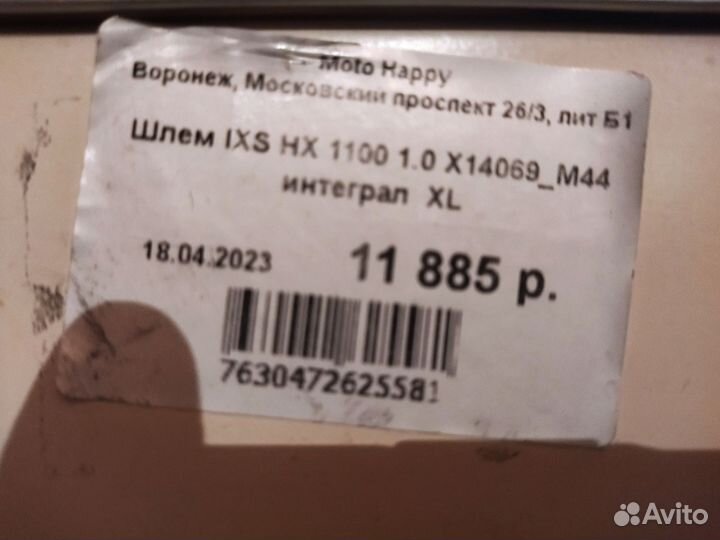 Moto Happy
Воронеж, Московский проспект 26/3, лит Б1
Шлем IXS HX 1100 1.0 X14069_M44
интеграл XL
18.04.2023 11 885 р.
7630472625581
Avito